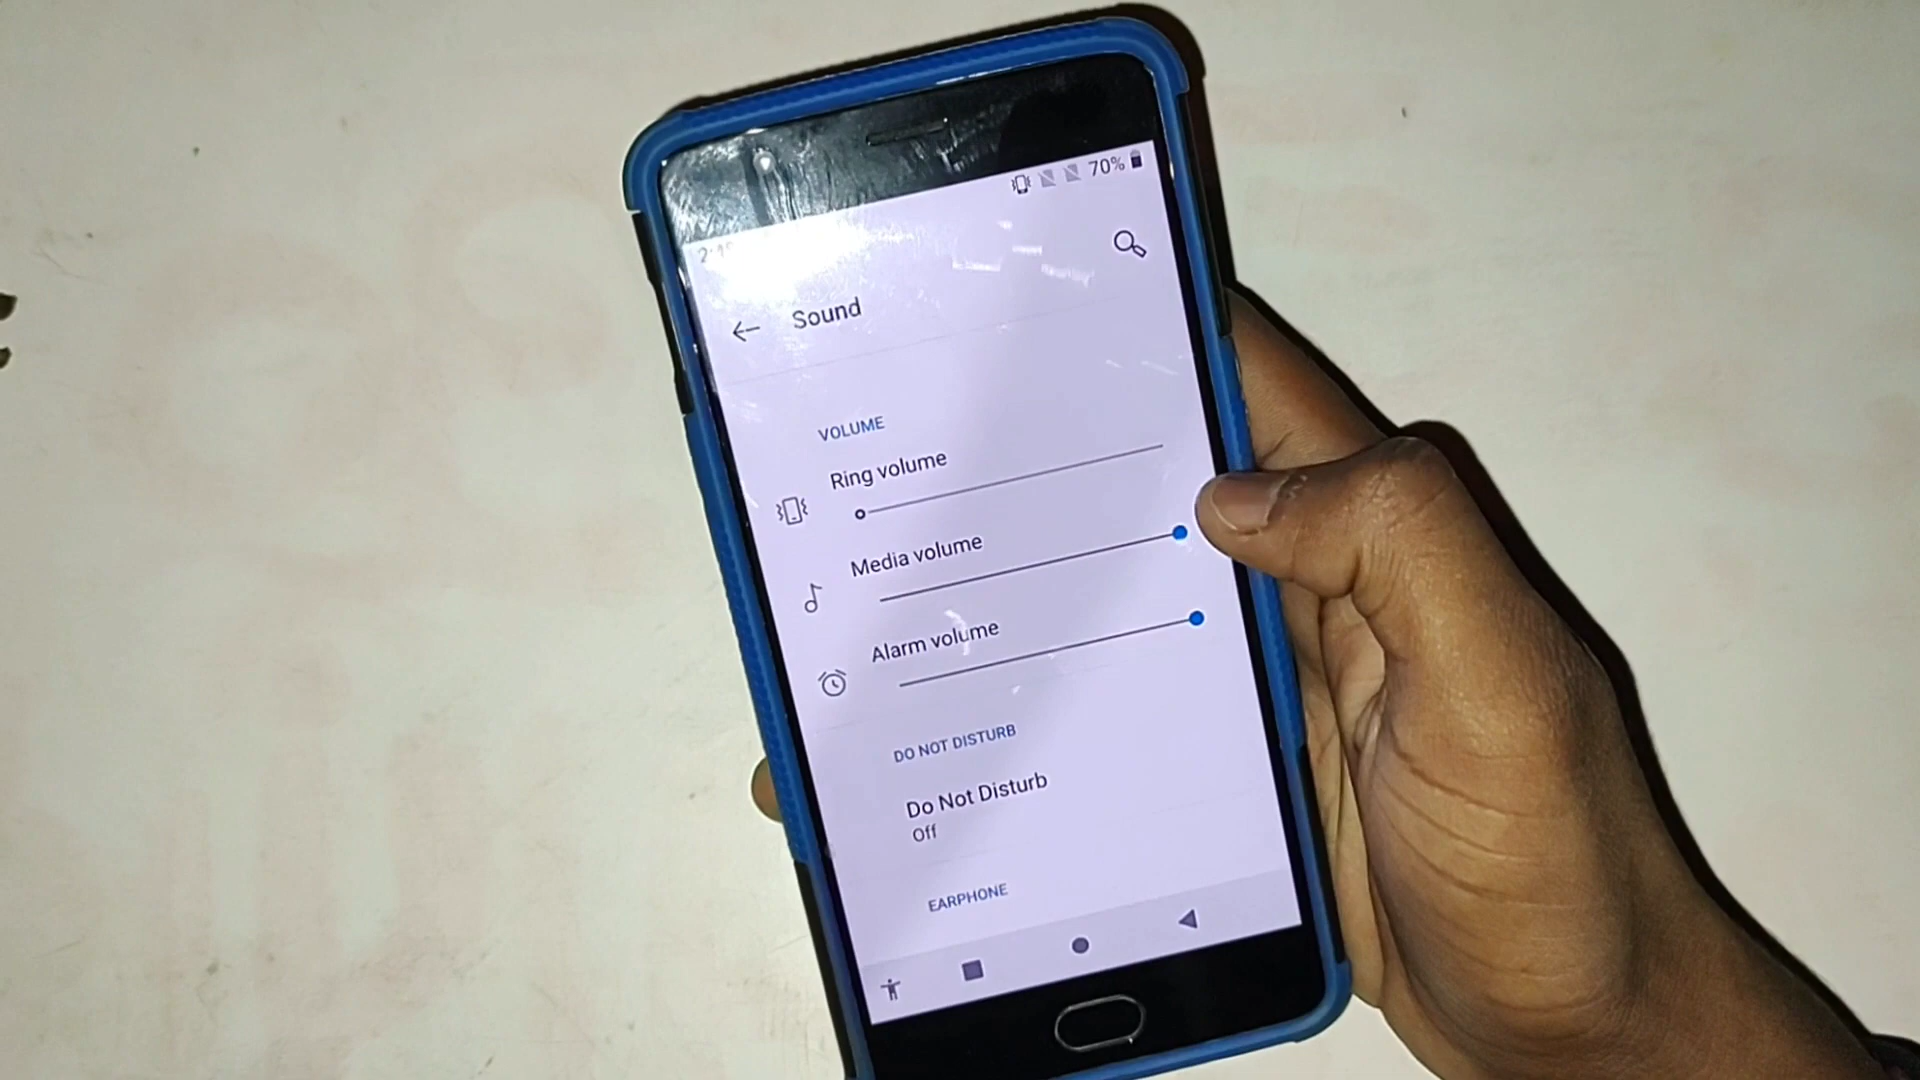 70%
Sound
VOLUME
Ring volume
Media volume
Alarm volume
DO NOT DISTURB
Do Not Disturb
Off
EARPHONE